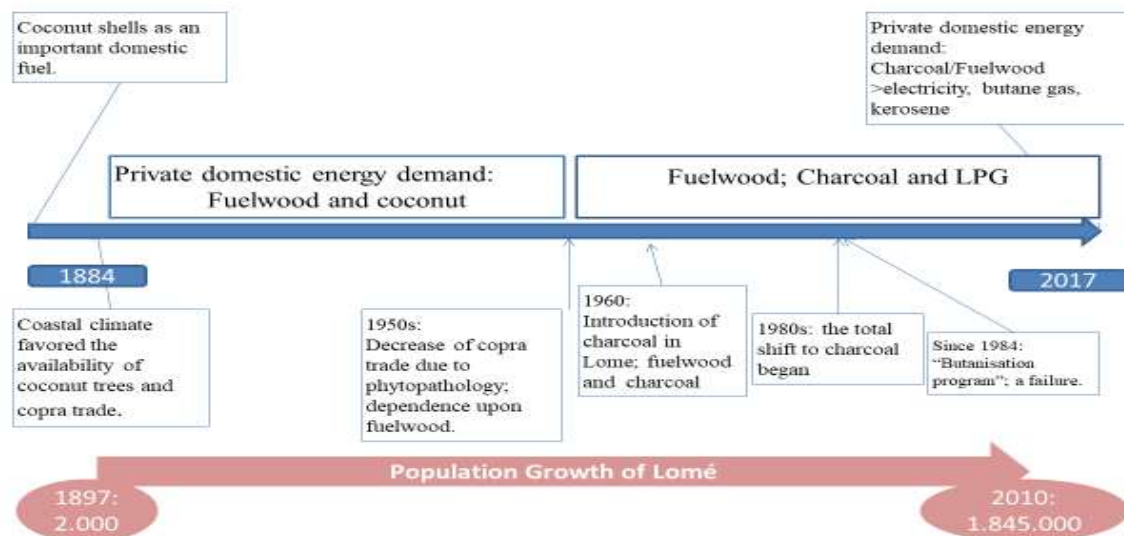 Coconut shells as an
important domestic
fuel.
Private domestic energy
demand:
Charcoal/Fuelwood
>electricity, butane gas,
kerosene
Private domestic energy demand:
Fuelwood and coconut
Fuelwood; Charcoal and LPG
1884
2017
Coastal climate
favored the
availability of
coconut trees and
copra trade.
1950s:
Decrease of copra
trade due to
phytopathology;
dependence upon
fuelwood.
1960:
Introduction of
charcoal in
Lome; fuelwood
and charcoal
1980s: the total
shift to charcoal
began
Since 1984:
“Butanisation
program”; a failure.
Population Growth of Lomé
1897:
2.000
2010:
1.845.000